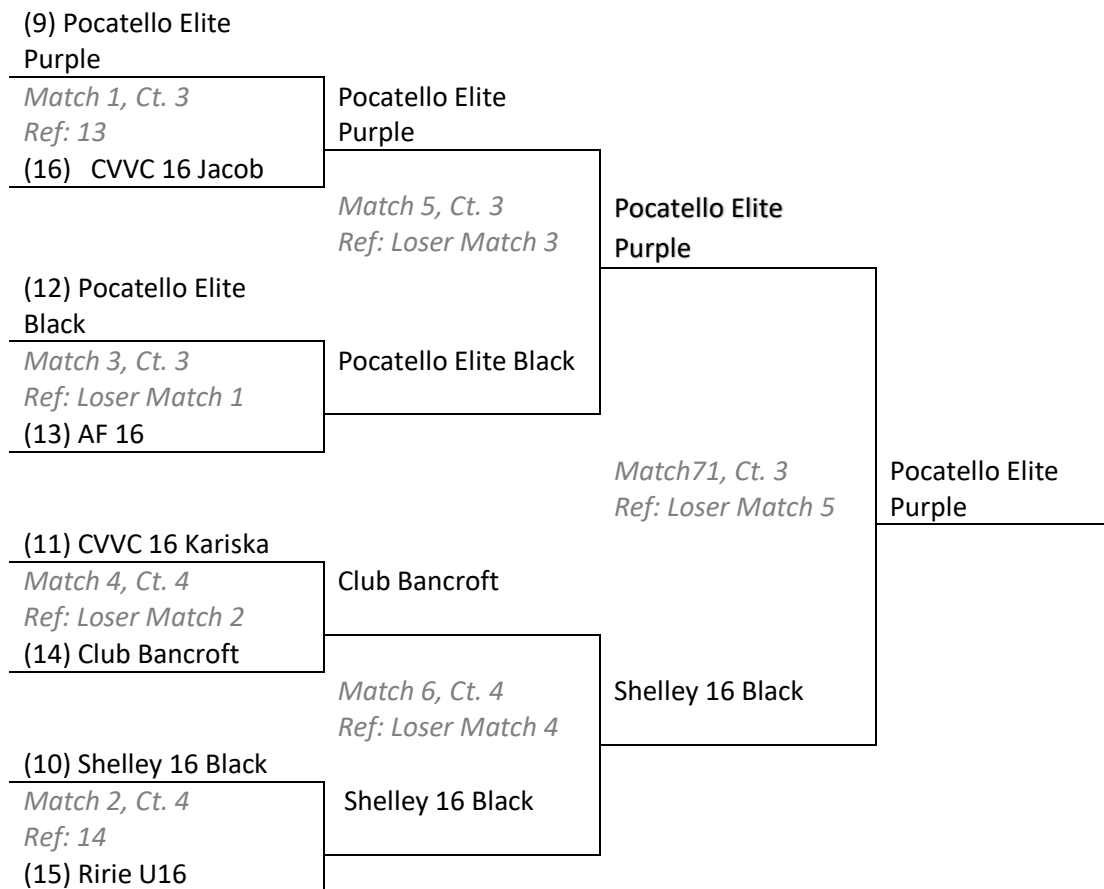 (9) Pocatello Elite
Purple
Match 1, Ct. 3
Ref: 13
(16) CVVC 16 Jacob
Pocatello Elite
Purple
Match 5, Ct. 3
Ref: Loser Match 3
Pocatello Elite
Purple
(12) Pocatello Elite
Black
Match 3, Ct. 3
Ref: Loser Match 1
(13) AF 16
Pocatello Elite Black
Match71, Ct. 3
Ref: Loser Match 5
Pocatello Elite
Purple
(11) CVVC 16 Kariska
Match 4, Ct. 4
Ref: Loser Match 2
(14) Club Bancroft
Club Bancroft
Match 6, Ct. 4
Ref: Loser Match 4
Shelley 16 Black
(10) Shelley 16 Black
Match 2, Ct. 4
Ref: 14
(15) Ririe U16
Shelley 16 Black